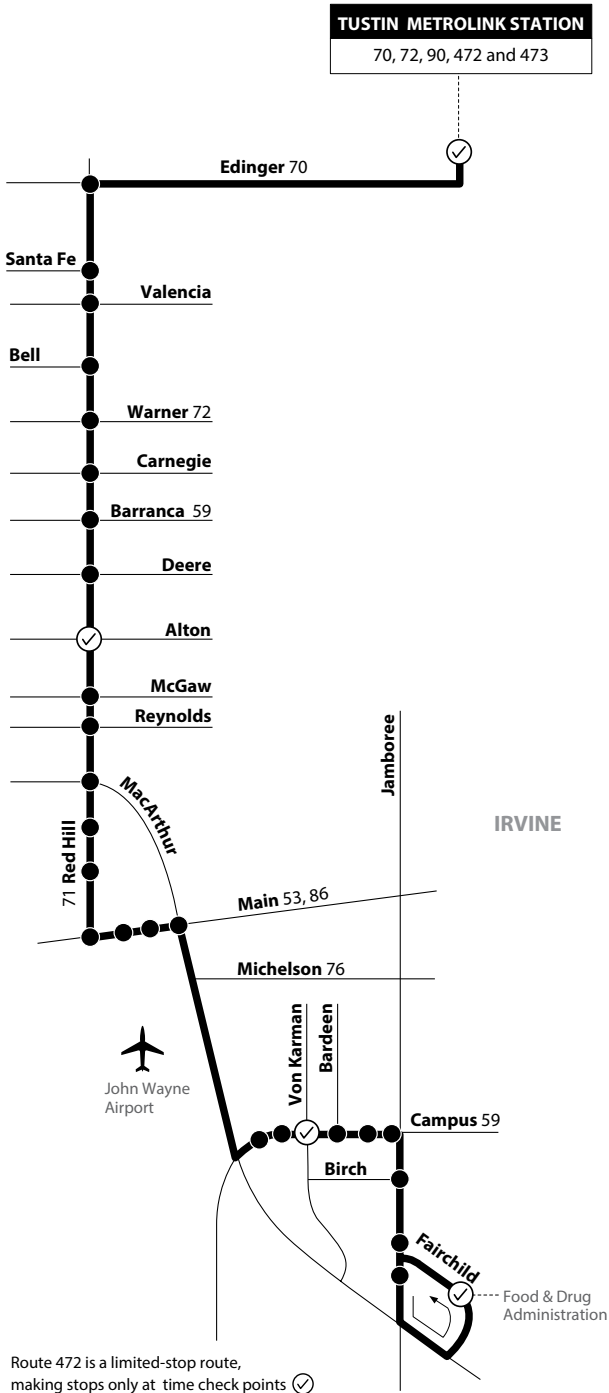 TUSTIN METROLINK STATION
70, 72, 90, 472 and 473
Edinger 70
Santa Fe
Valencia
Bell
Warner 72
Carnegie
Barranca 59
Deere
Alton
McGaw
Reynolds
Jamboree
MacArthur
IRVINE
71 Red Hill
Main 53, 86
Michelson 76
Von Karman
Bardeen
John Wayne
Airport
Campus 59
Birch
Fairchild
Food & Drug
Administration
Route 472 is a limited-stop route,
making stops only at time check points